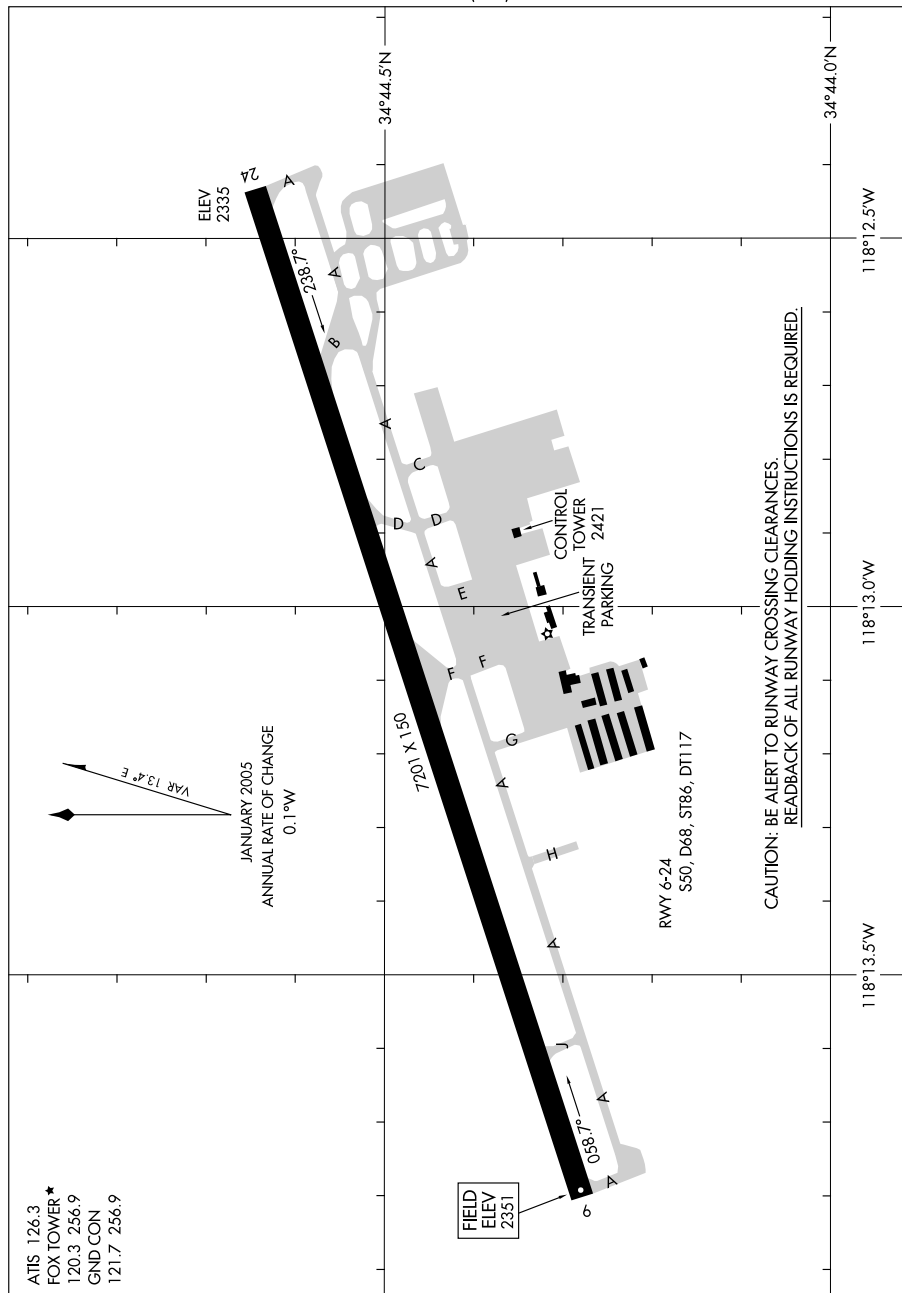 ATIS 126.3
FOX TOWER ★
120.3 256.9
GND CON
121.7 256.9
VAR 13.4° E
JANUARY 2005
ANNUAL RATE OF CHANGE
0.1°W
ELEV
2335
24
A
238.7°
A
B
34°44.5'N
34°44.0'N
A
C
D
D
A
E
F
F
7201 X 150
G
A
H
A
J
A
058.7°
A
6
FIELD
ELEV
2351
CONTROL
TOWER
2421
TRANSIENT
PARKING
RWY 6-24
S50, D68, ST86, DT117
CAUTION: BE ALERT TO RUNWAY CROSSING CLEARANCES.
READBACK OF ALL RUNWAY HOLDING INSTRUCTIONS IS REQUIRED.
118°13.5'W
118°13.0'W
118°12.5'W